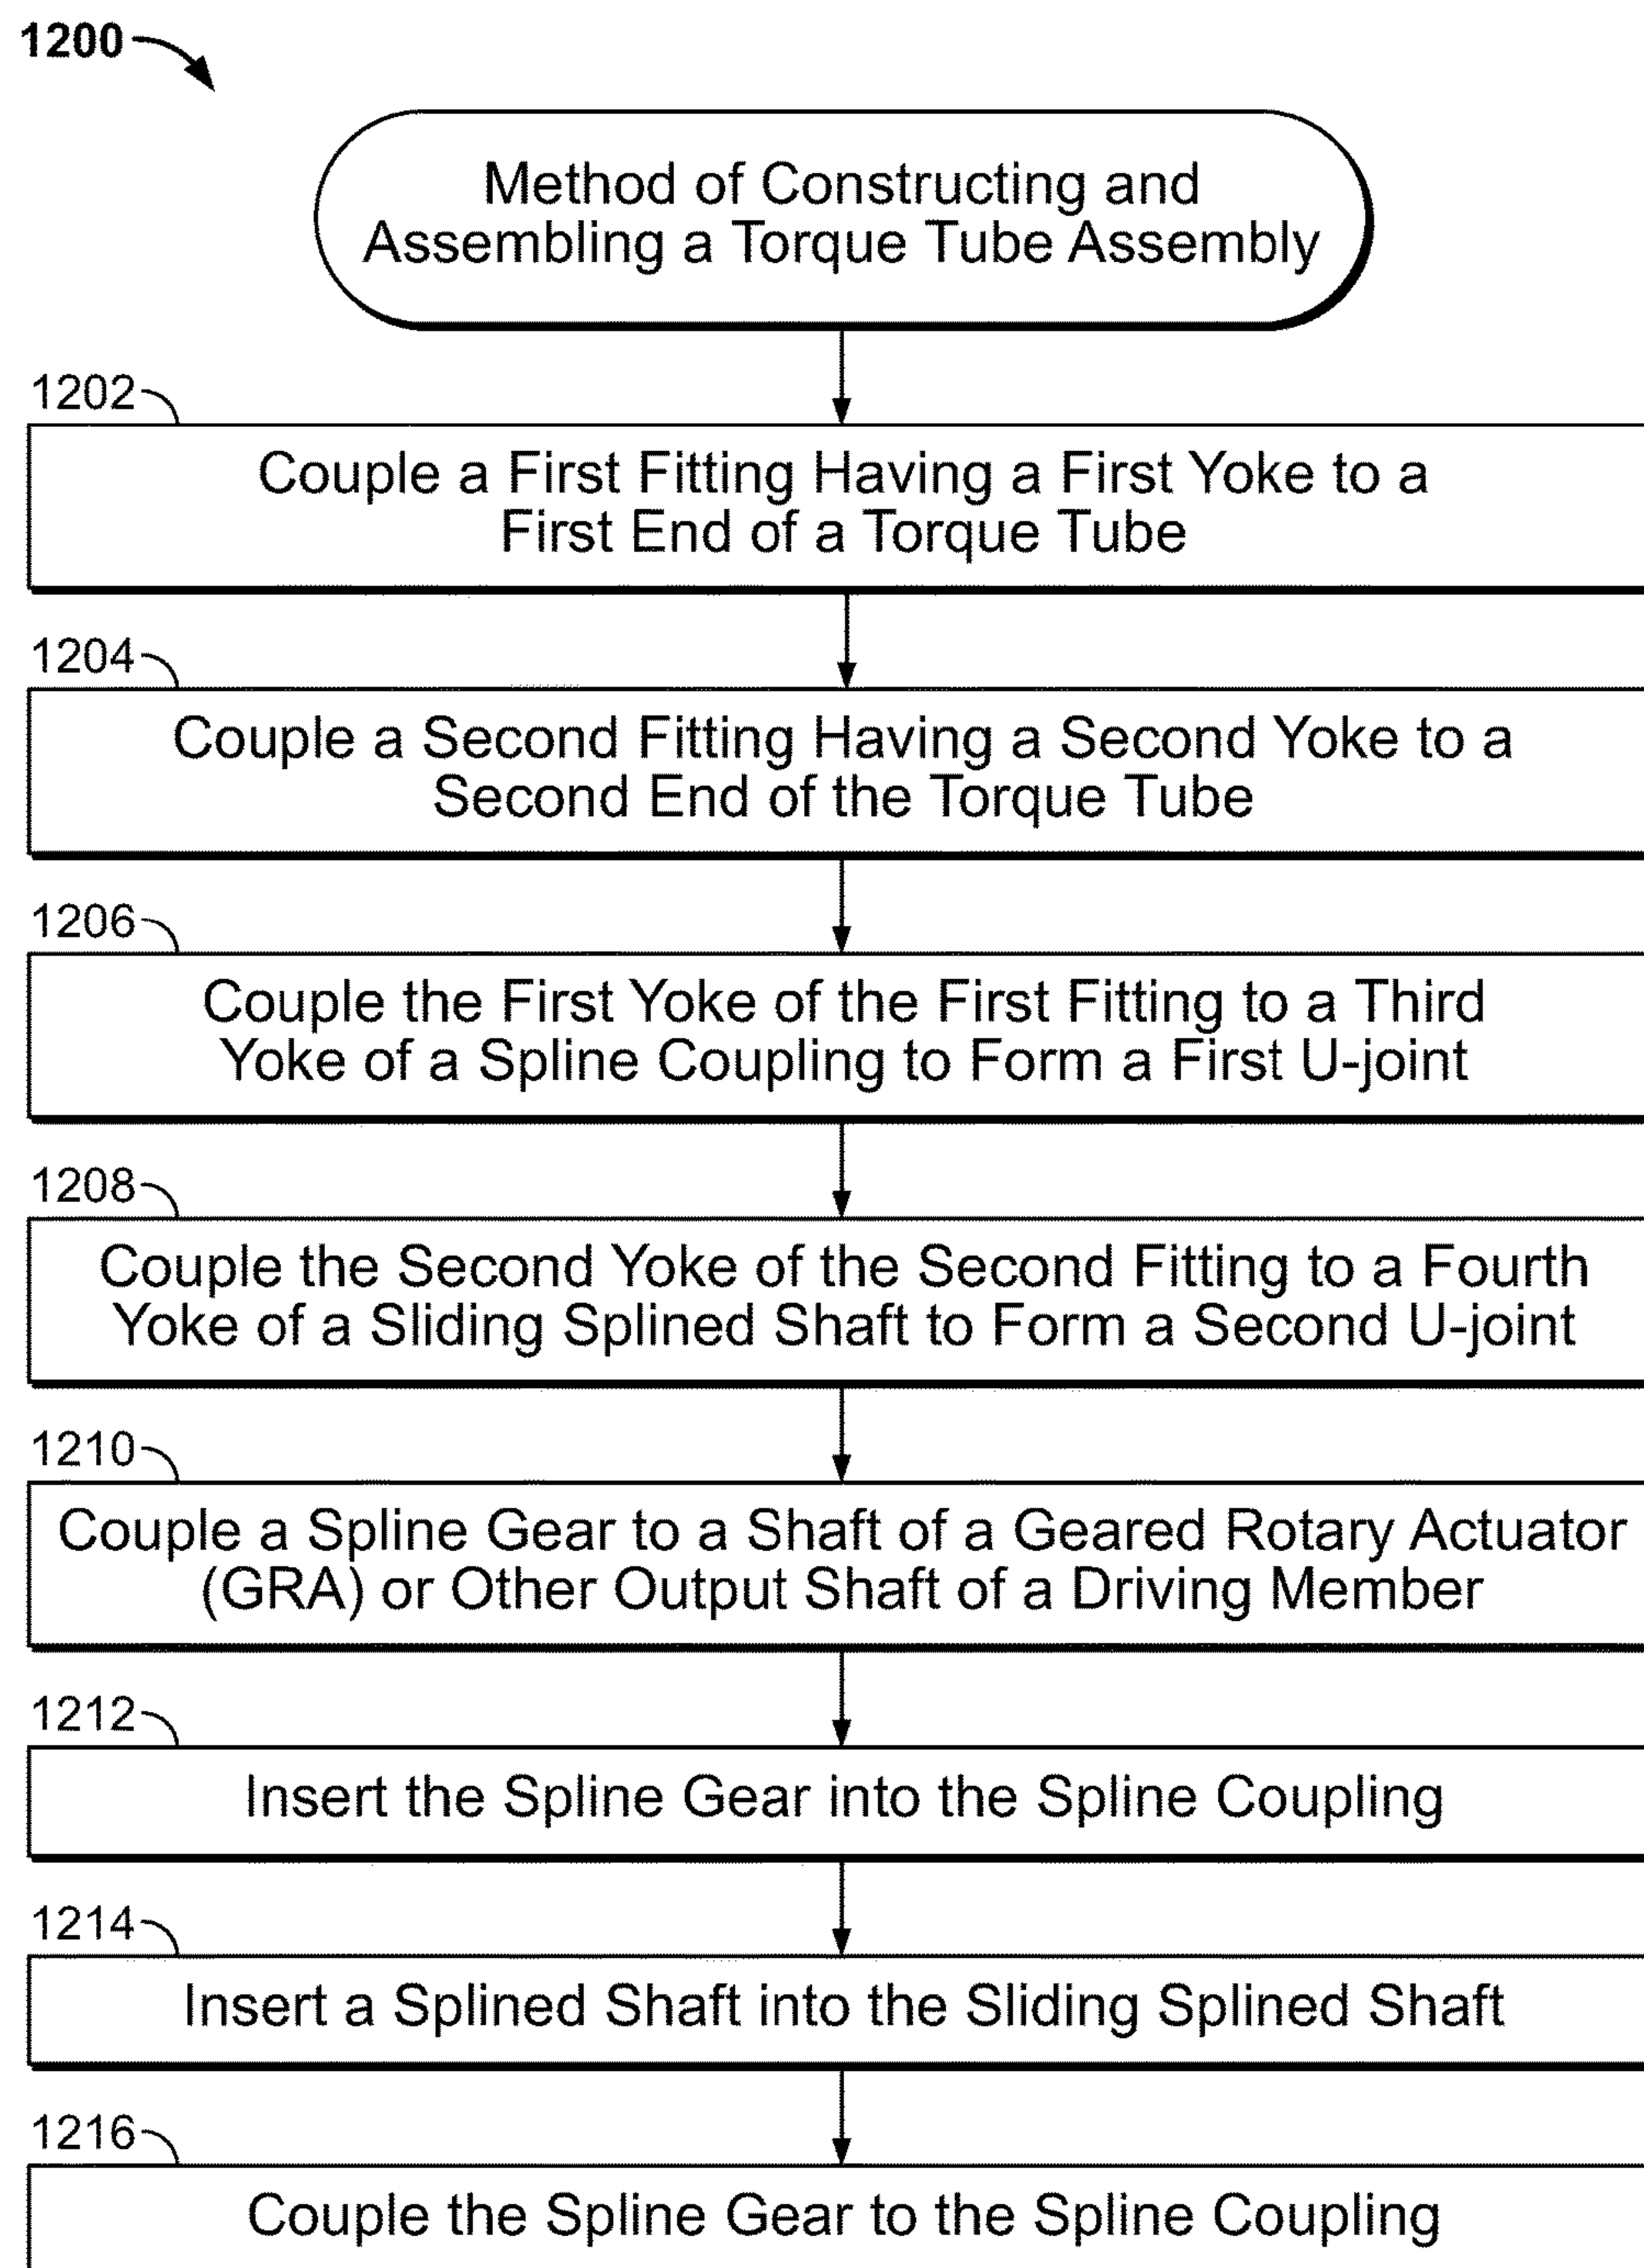 1200
Method of Constructing and
Assembling a Torque Tube Assembly
1202
Couple a First Fitting Having a First Yoke to a
First End of a Torque Tube
1204
Couple a Second Fitting Having a Second Yoke to a
Second End of the Torque Tube
1206
Couple the First Yoke of the First Fitting to a Third
Yoke of a Spline Coupling to Form a First U-joint
1208
Couple the Second Yoke of the Second Fitting to a Fourth
Yoke of a Sliding Splined Shaft to Form a Second U-joint
1210
Couple a Spline Gear to a Shaft of a Geared Rotary Actuator
(GRA) or Other Output Shaft of a Driving Member
1212
Insert the Spline Gear into the Spline Coupling
1214
Insert a Splined Shaft into the Sliding Splined Shaft
1216
Couple the Spline Gear to the Spline Coupling